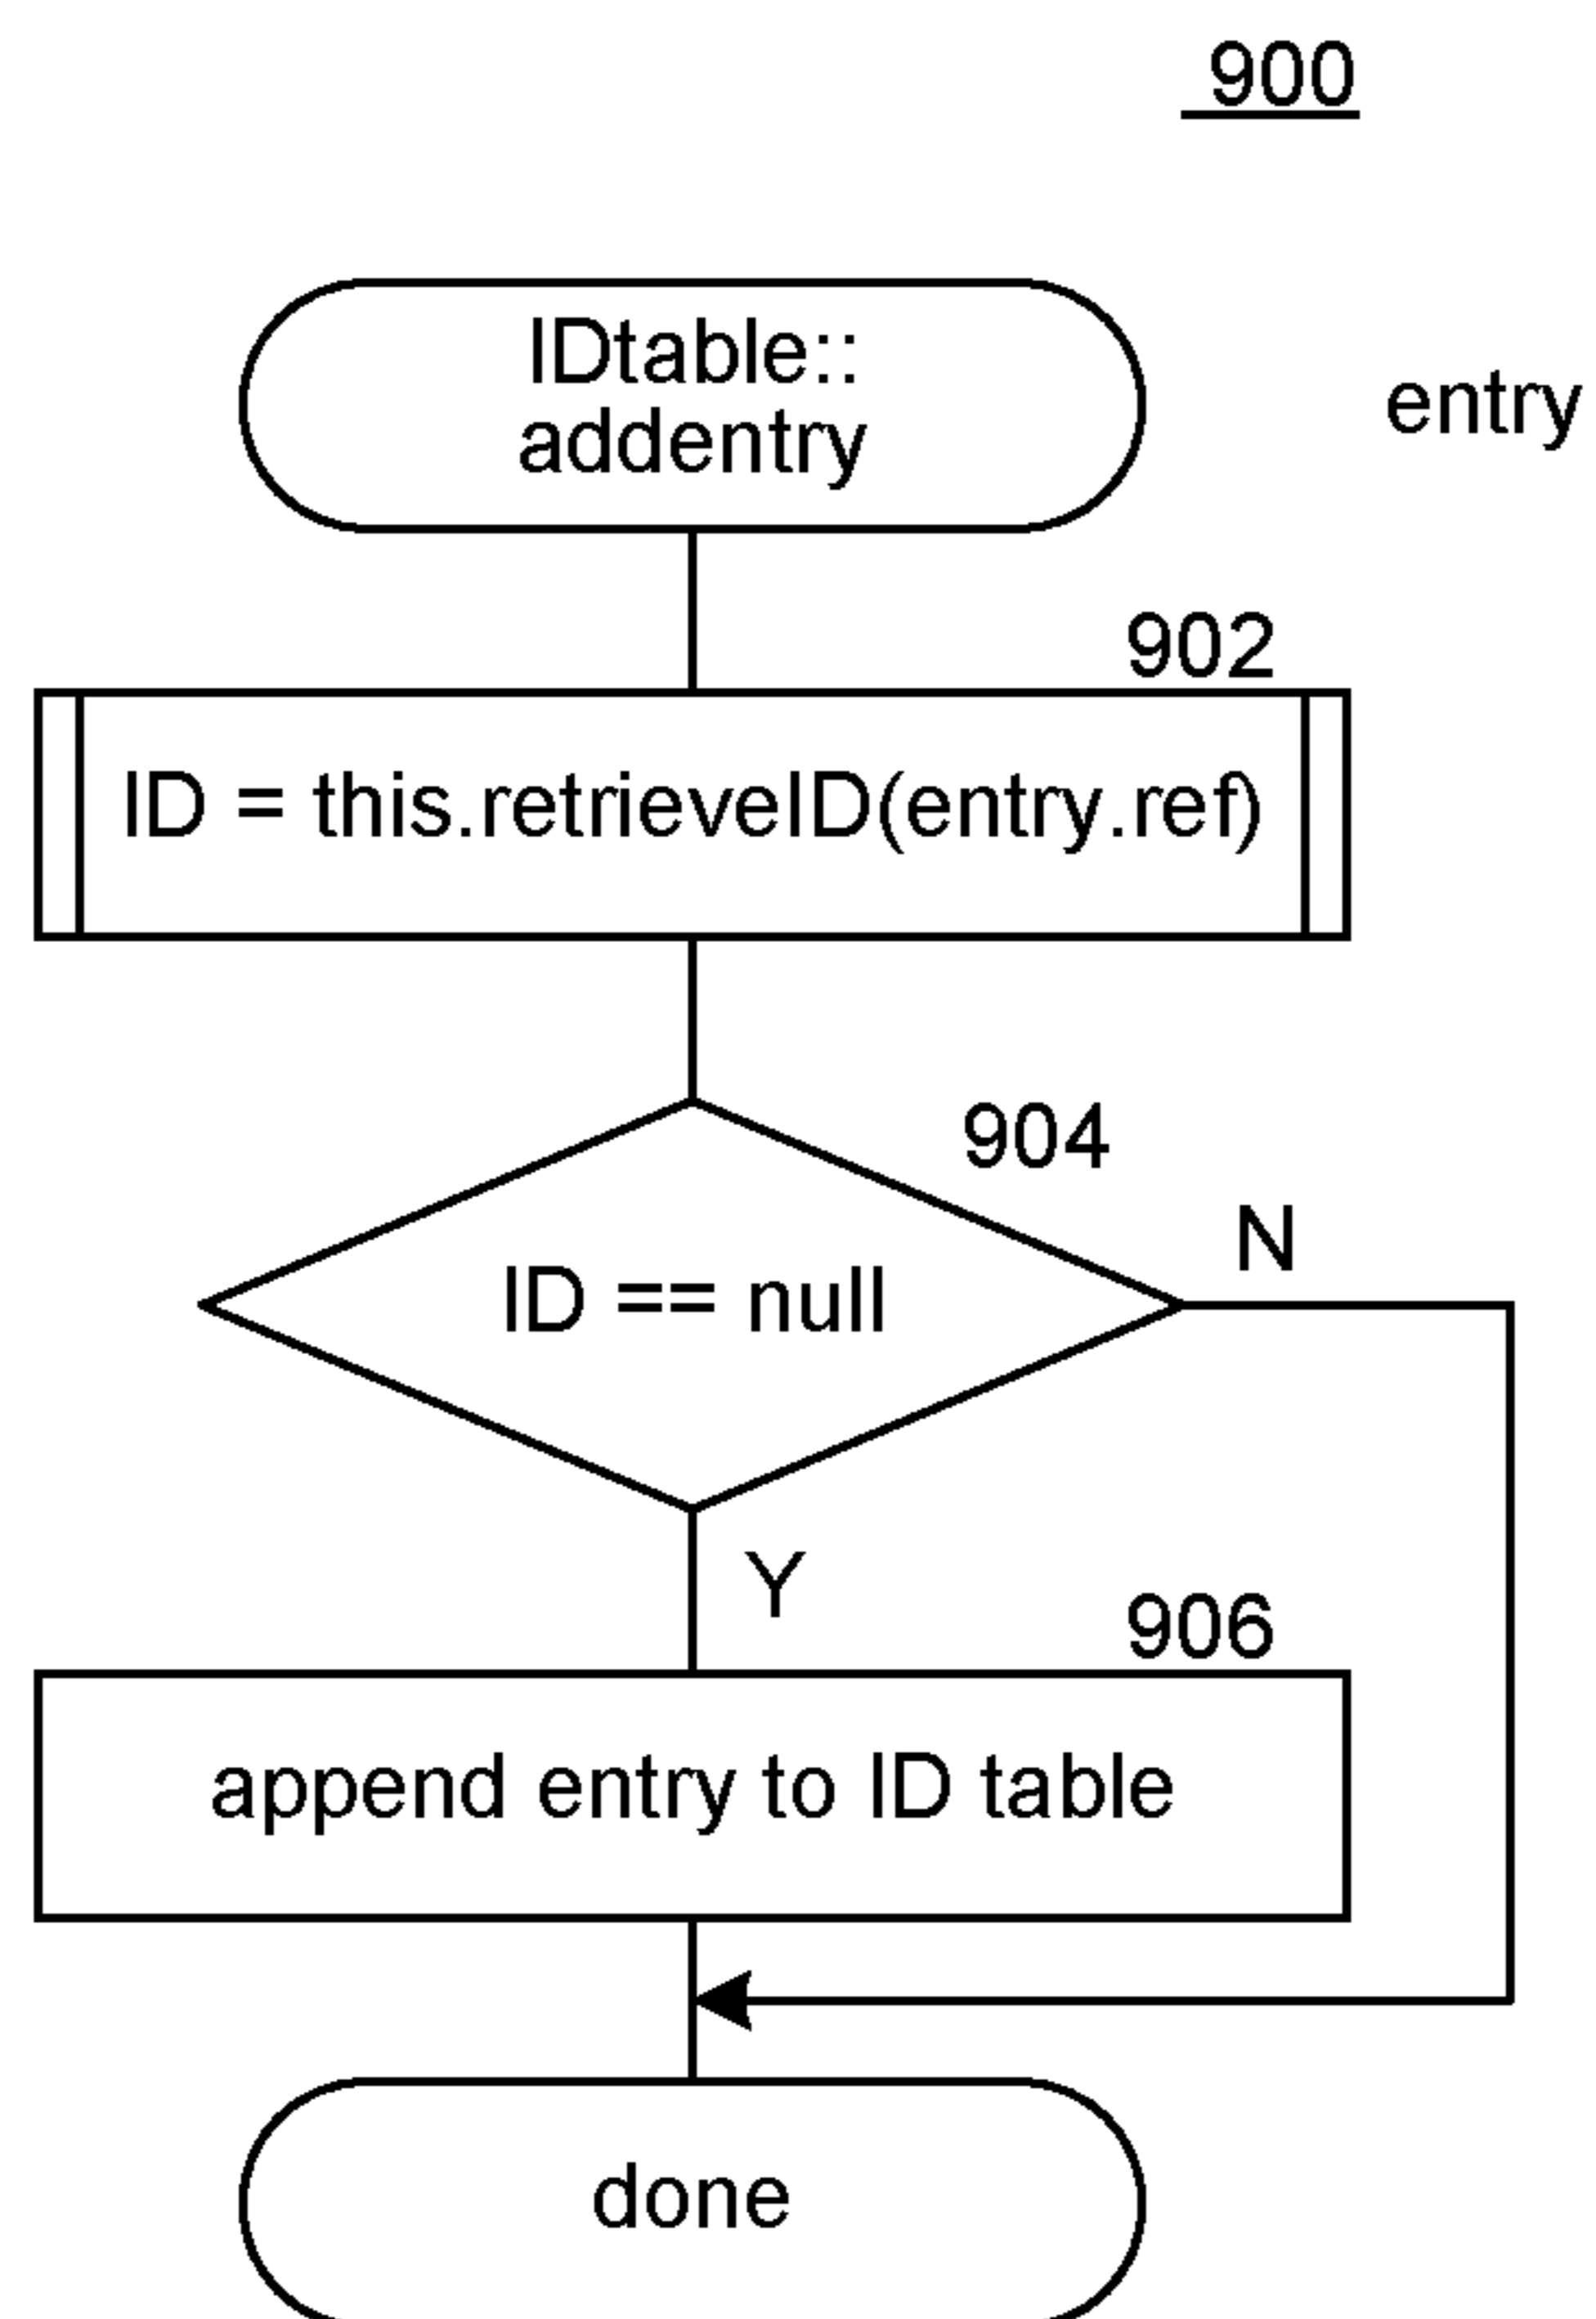 900
IDtable::
addentry
entry
902
ID = this.retrieveID(entry.ref)
904
N
ID == null
Y
906
append entry to ID table
done